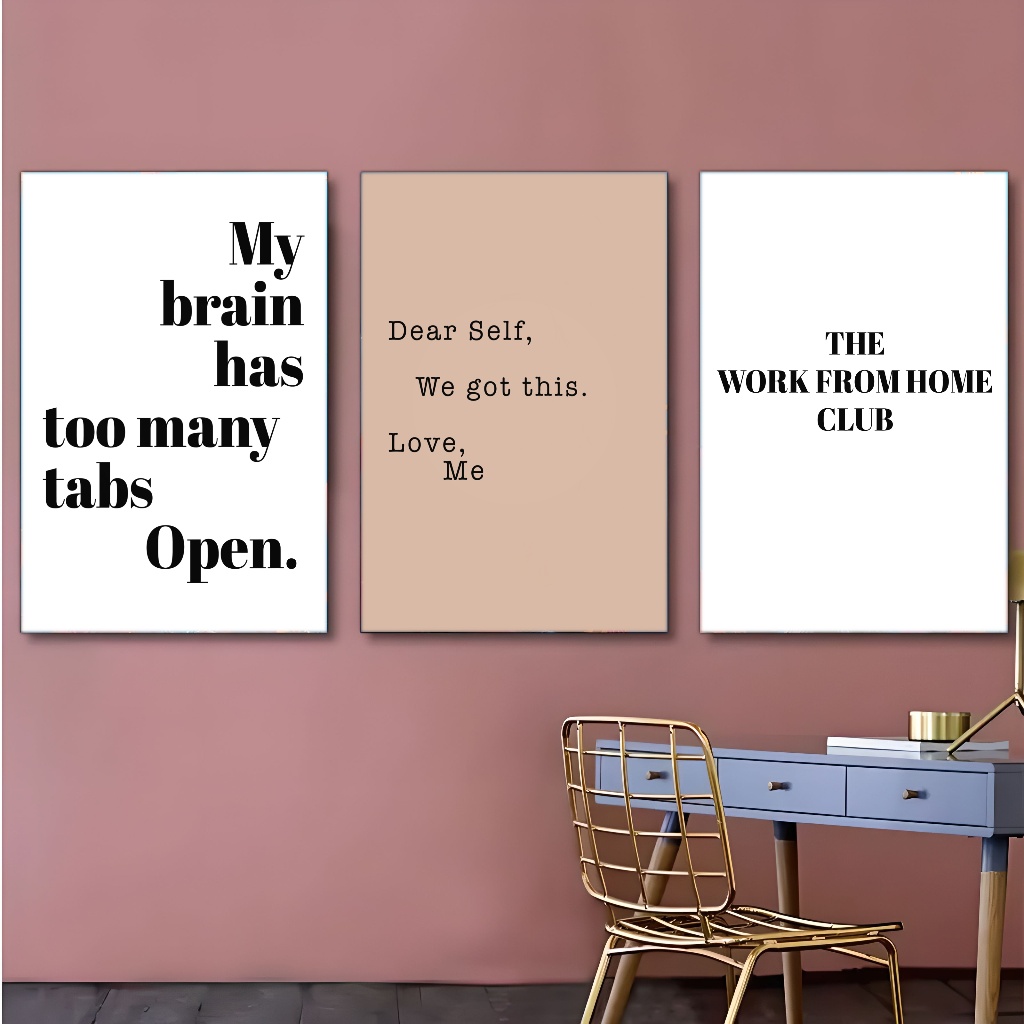 My
brain
has
too many
tabs
Open.
Dear Self,
We got this.
Love,
Me
THE
WORK FROM HOME
CLUB